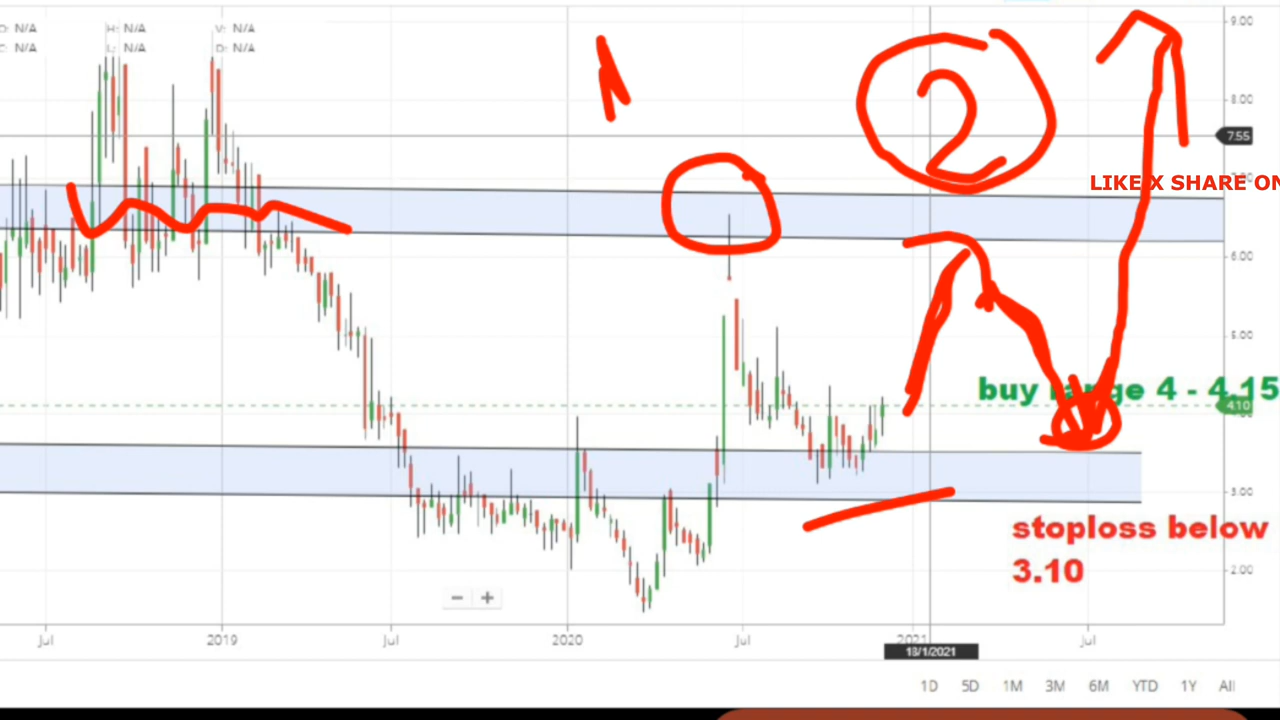 O: N/A H: N/A V: N/A
C: N/A L: N/A D: N/A
9.00
8.00
7.55
2
LIKE X SHARE ON
6.00
5.00
buy range 4 - 4.15
4.10
3.00
stoploss below
3.10
2.00
− +
Jul 2019 Jul 2020 Jul 2021 Jul
18/1/2021
1D 5D 1M 3M 6M YTD 1Y All